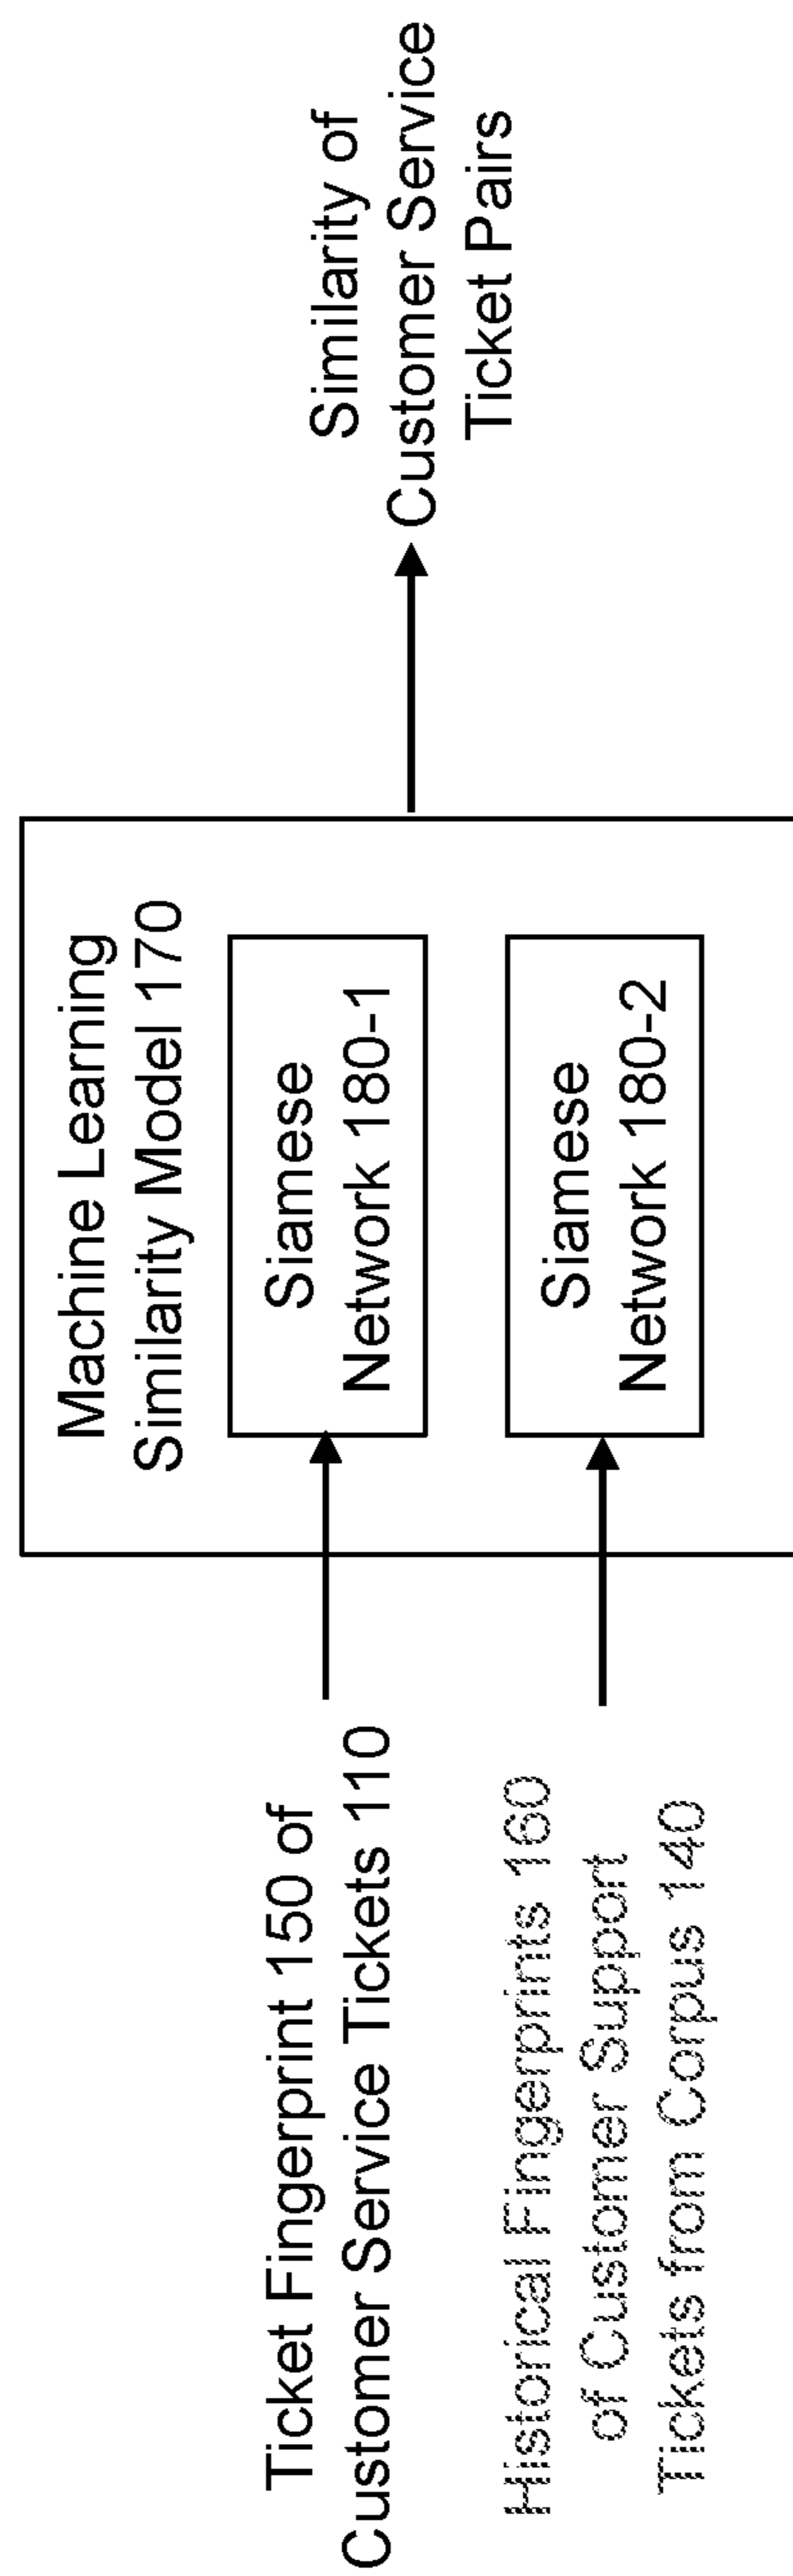 Ticket Fingerprint 150 of
Customer Service Tickets 110
Historical Fingerprints 160
of Customer Support
Tickets from Corpus 140
Machine Learning
Similarity Model 170
Siamese
Network 180-1
Siamese
Network 180-2
Similarity of
Customer Service
Ticket Pairs